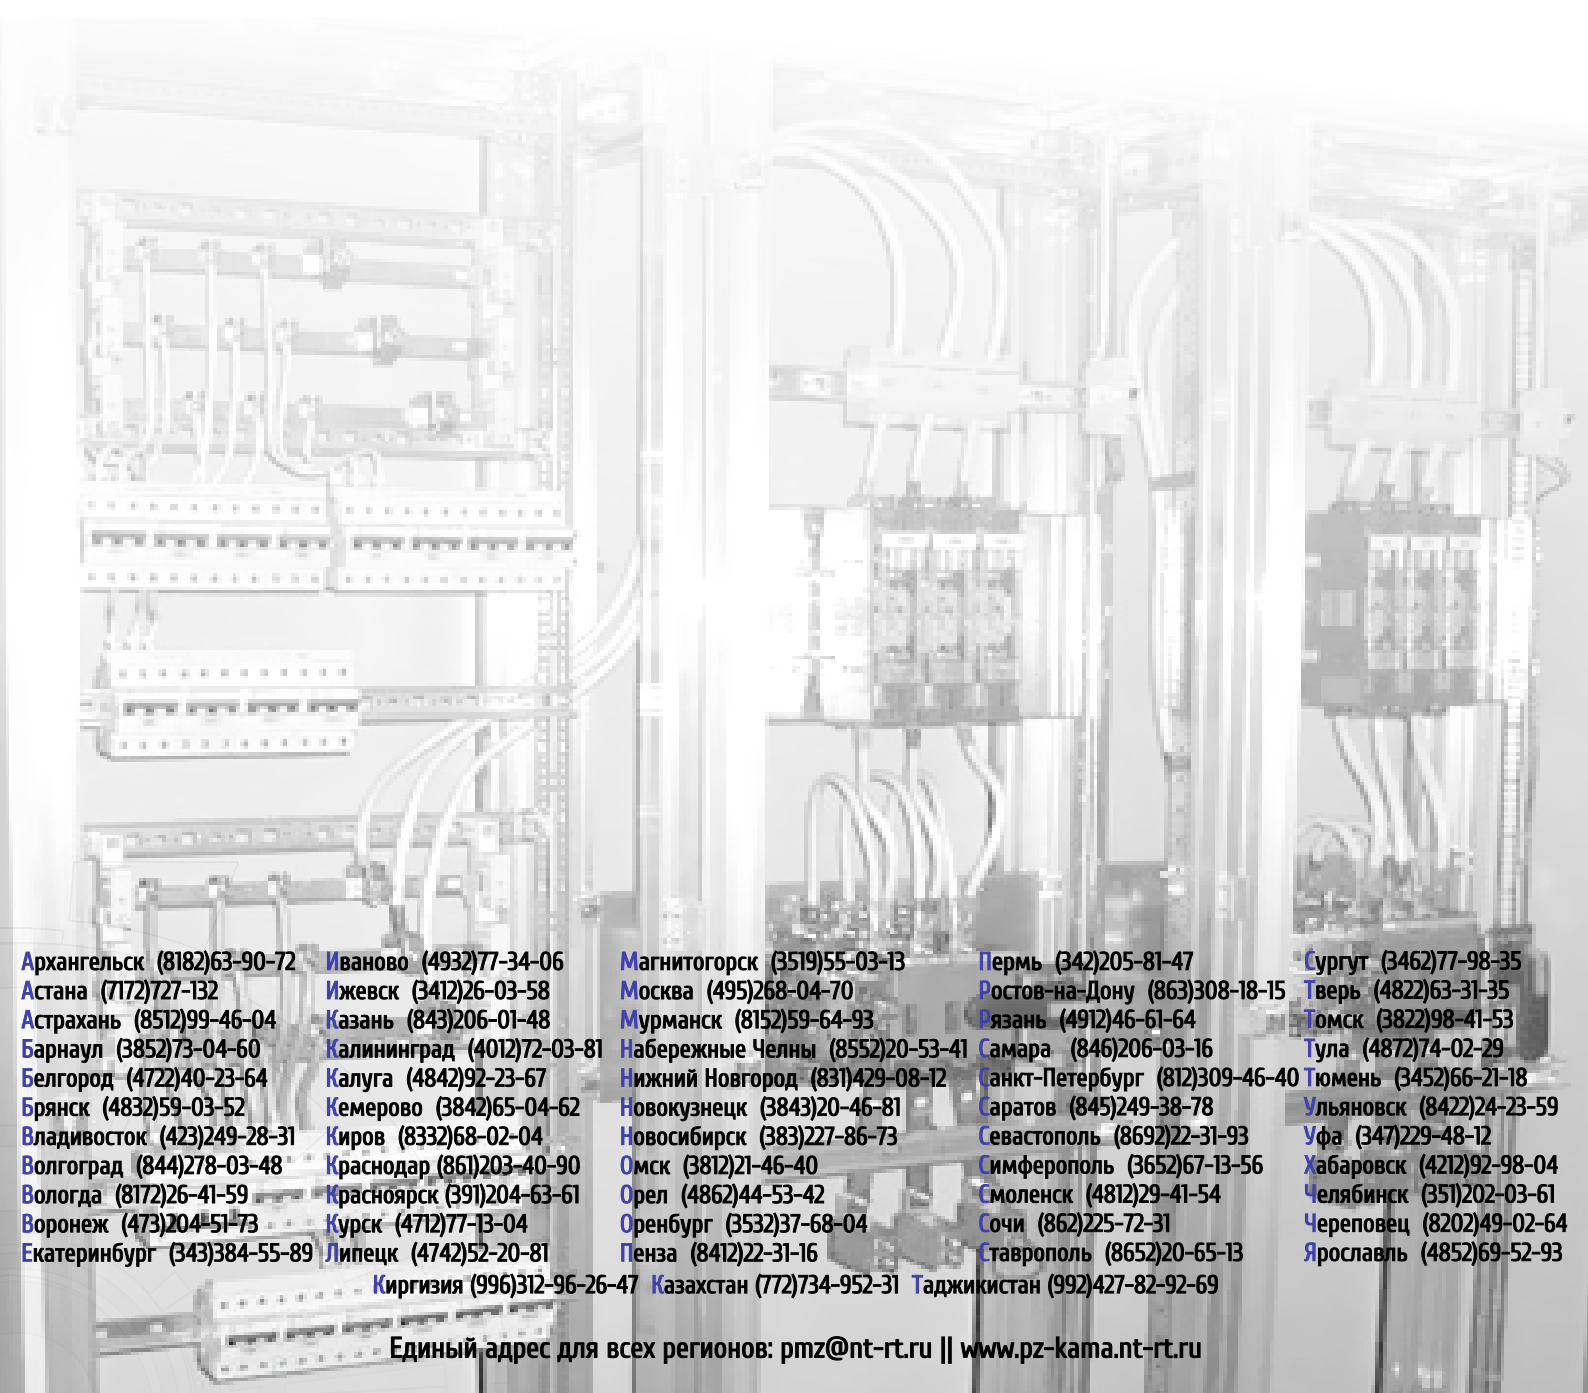 Архангельск (8182)63-90-72
Астана (7172)727-132
Астрахань (8512)99-46-04
Барнаул (3852)73-04-60
Белгород (4722)40-23-64
Брянск (4832)59-03-52
Владивосток (423)249-28-31
Волгоград (844)278-03-48
Вологда (8172)26-41-59
Воронеж (473)204-51-73
Екатеринбург (343)384-55-89
Иваново (4932)77-34-06
Ижевск (3412)26-03-58
Казань (843)206-01-48
Калининград (4012)72-03-81
Калуга (4842)92-23-67
Кемерово (3842)65-04-62
Киров (8332)68-02-04
Краснодар (861)203-40-90
Красноярск (391)204-63-61
Курск (4712)77-13-04
Липецк (4742)52-20-81
Магнитогорск (3519)55-03-13
Москва (495)268-04-70
Мурманск (8152)59-64-93
Набережные Челны (8552)20-53-41
Нижний Новгород (831)429-08-12
Новокузнецк (3843)20-46-81
Новосибирск (383)227-86-73
Омск (3812)21-46-40
Орел (4862)44-53-42
Оренбург (3532)37-68-04
Пенза (8412)22-31-16
Пермь (342)205-81-47
Ростов-на-Дону (863)308-18-15
Рязань (4912)46-61-64
Самара (846)206-03-16
Санкт-Петербург (812)309-46-40
Саратов (845)249-38-78
Севастополь (8692)22-31-93
Симферополь (3652)67-13-56
Смоленск (4812)29-41-54
Сочи (862)225-72-31
Ставрополь (8652)20-65-13
Сургут (3462)77-98-35
Тверь (4822)63-31-35
Томск (3822)98-41-53
Тула (4872)74-02-29
Тюмень (3452)66-21-18
Ульяновск (8422)24-23-59
Уфа (347)229-48-12
Хабаровск (4212)92-98-04
Челябинск (351)202-03-61
Череповец (8202)49-02-64
Ярославль (4852)69-52-93
Киргизия (996)312-96-26-47 Казахстан (772)734-952-31 Таджикистан (992)427-82-92-69
Единый адрес для всех регионов: pmz@nt-rt.ru || www.pz-kama.nt-rt.ru